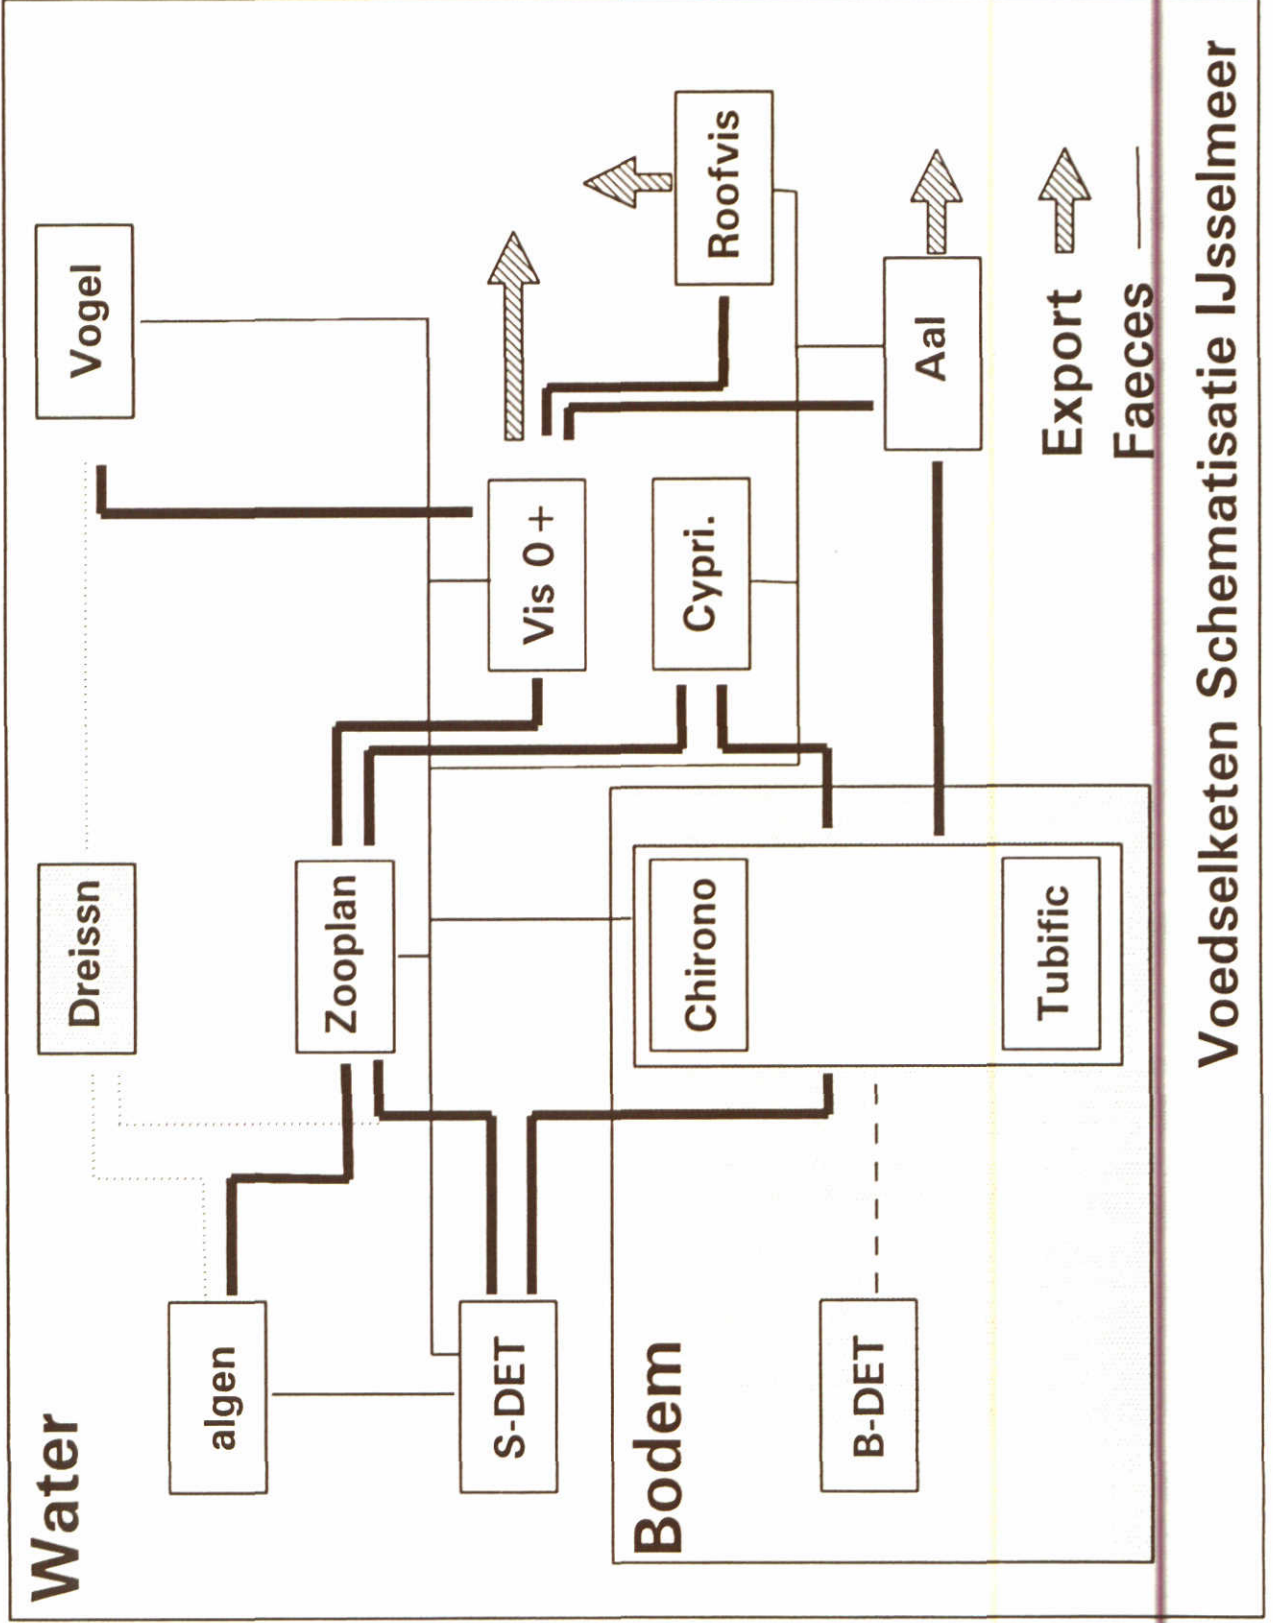 Water
Dreissn
Vogel
algen
Zooplan
S-DET
Vis 0+
Roofvis
Cypri.
Bodem
Chirono
B-DET
Aal
Tubific
Export
Faeces
Voedselketen Schematisatie IJsselmeer